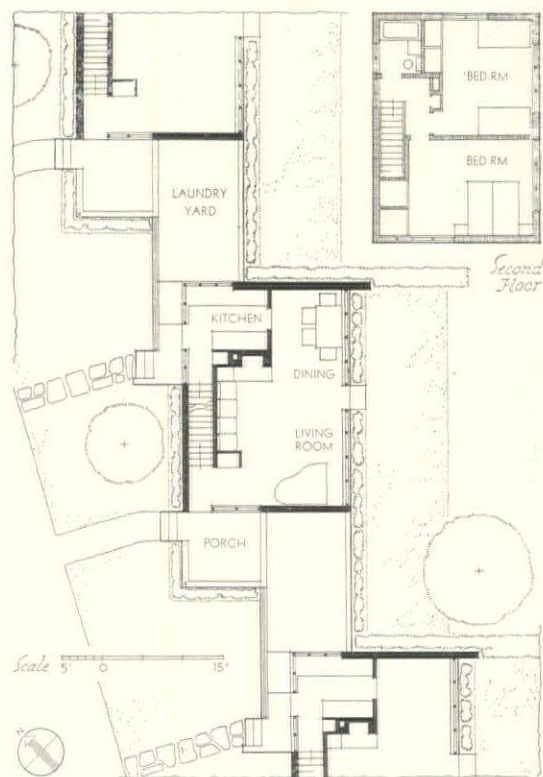 BED RM
BED RM
Second
Floor
LAUNDRY
YARD
KITCHEN
DINING
LIVING
ROOM
PORCH
Scale 5' 0 15'
N